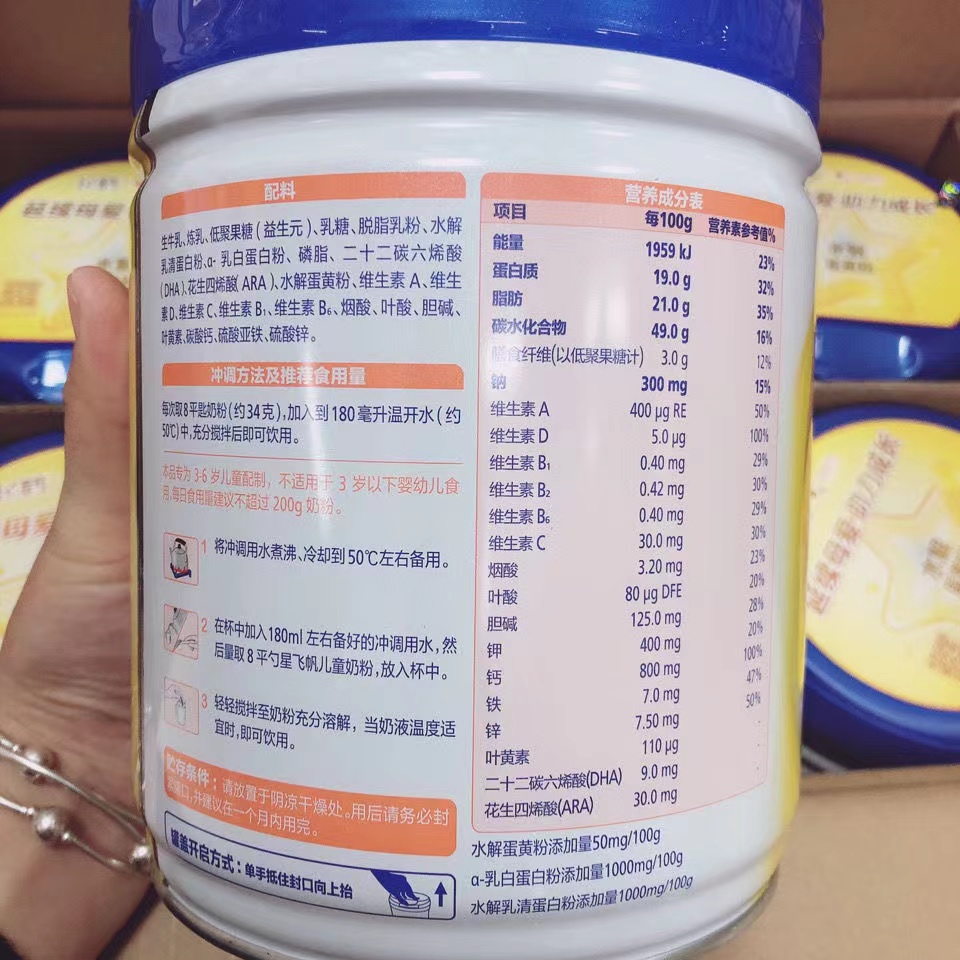 配料
生牛乳、炼乳、低聚果糖(益生元)、乳糖、脱脂乳粉、水解
乳清蛋白粉、α-乳白蛋白粉、磷脂、二十二碳六烯酸
(DHA)、花生四烯酸(ARA)、水解蛋黄粉、维生素A、维生
素D、维生素C、维生素B₁、维生素B₆、烟酸、叶酸、胆碱、
叶黄素、碳酸钙、硫酸亚铁、硫酸锌。
冲调方法及推荐食用量
每次取8平匙奶粉(约34克),加入到180毫升温开水(约
50℃)中,充分搅拌后即可饮用。
本品专为3-6岁儿童配制，不适用于3岁以下婴幼儿食
用,每日食用量建议不超过200g奶粉。
1 将冲调用水煮沸、冷却到50℃左右备用。
2 在杯中加入180ml左右备好的冲调用水,然
后量取8平勺星飞帆儿童奶粉,放入杯中。
3 轻轻搅拌至奶粉充分溶解，当奶液温度适
宜时,即可饮用。
贮存条件：请放置于阴凉干燥处。用后请务必封
紧罐口,并建议在一个月内用完。
罐盖开启方式：单手抵住封口向上抬
营养成分表
项目 每100g 营养素参考值%
能量 1959 kJ 23%
蛋白质 19.0 g 32%
脂肪 21.0 g 35%
碳水化合物 49.0 g 16%
膳食纤维(以低聚果糖计) 3.0 g 12%
钠 300 mg 15%
维生素A 400 μg RE 50%
维生素D 5.0 μg 100%
维生素B₁ 0.40 mg 29%
维生素B₂ 0.42 mg 30%
维生素B₆ 0.40 mg 29%
维生素C 30.0 mg 30%
烟酸 3.20 mg 23%
叶酸 80 μg DFE 20%
胆碱 125.0 mg 28%
钾 400 mg 20%
钙 800 mg 100%
铁 7.0 mg 47%
锌 7.50 mg 50%
叶黄素 110 μg
二十二碳六烯酸(DHA) 9.0 mg
花生四烯酸(ARA) 30.0 mg
水解蛋黄粉添加量50mg/100g
α-乳白蛋白粉添加量1000mg/100g
水解乳清蛋白粉添加量1000mg/100g